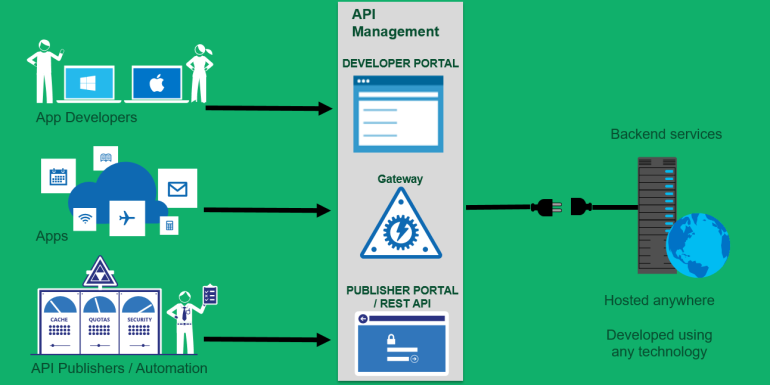 API
Management
DEVELOPER PORTAL
App Developers
Backend services
Gateway
Apps
PUBLISHER PORTAL
/ REST API
CACHE
QUOTAS
SECURITY
API Publishers / Automation
Hosted anywhere
Developed using
any technology